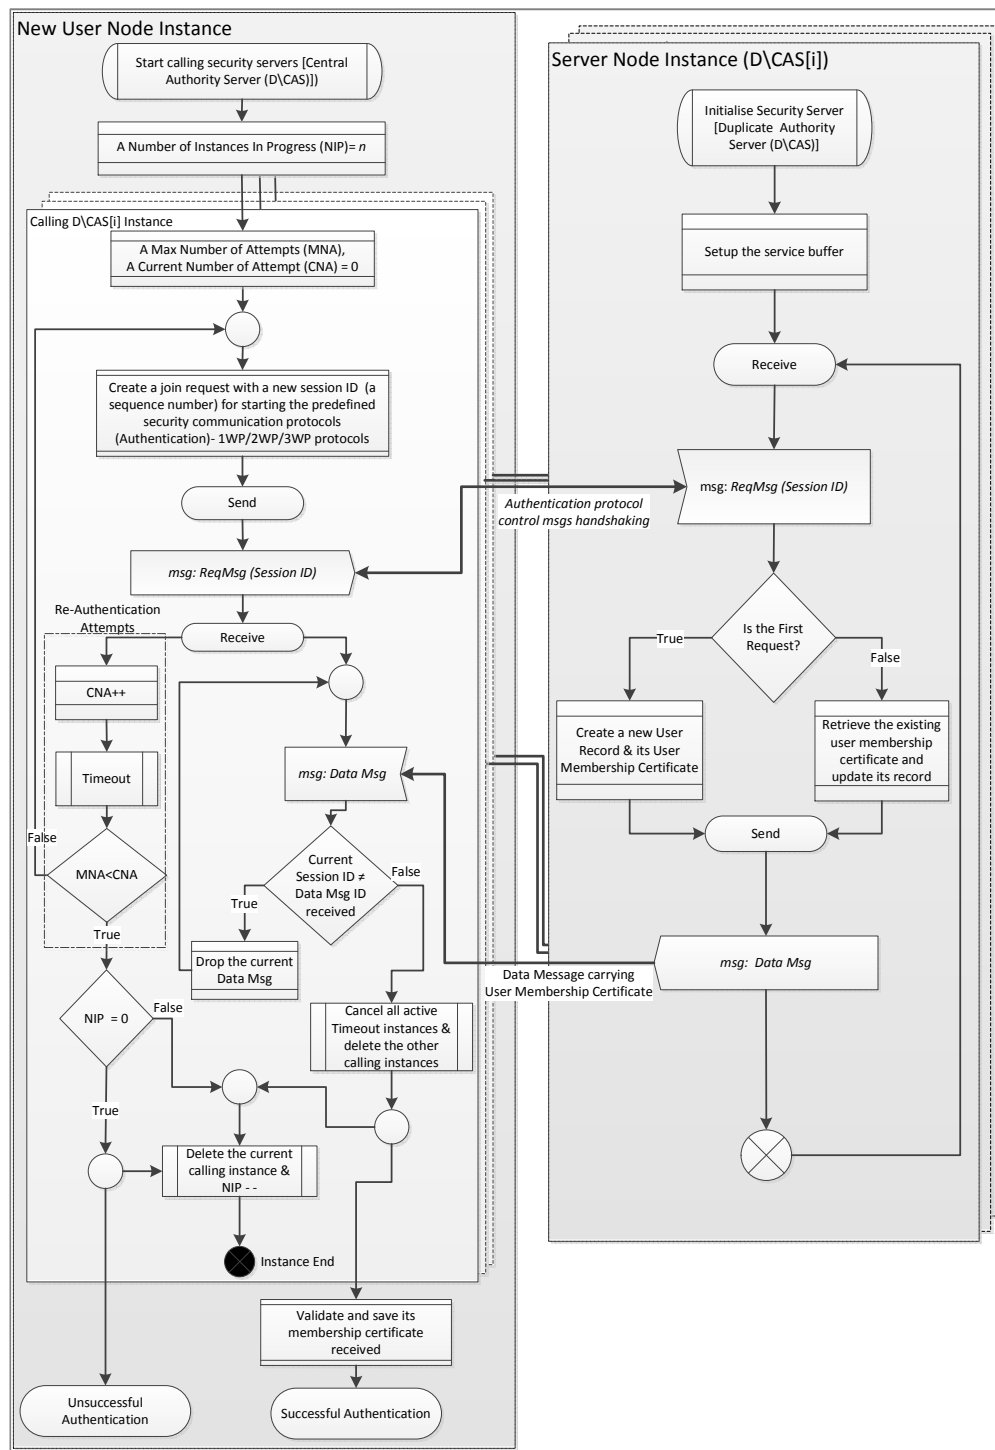 New User Node Instance
Start calling security servers [Central
Authority Server (D\CAS)])
A Number of Instances In Progress (NIP)= n
Calling D\CAS[i] Instance
A Max Number of Attempts (MNA),
A Current Number of Attempt (CNA) = 0
Create a join request with a new session ID (a
sequence number) for starting the predefined
security communication protocols
(Authentication)- 1WP/2WP/3WP protocols
Send
msg: ReqMsg (Session ID)
Re-Authentication
Attempts
Receive
CNA++
Timeout
False
MNA<CNA
True
msg: Data Msg
Current
Session ID ≠
Data Msg ID
received
False
True
Drop the current
Data Msg
Cancel all active
Timeout instances &
delete the other
calling instances
NIP = 0
False
True
Delete the current
calling instance &
NIP - -
Instance End
Validate and save its
membership certificate
received
Unsuccessful
Authentication
Successful Authentication
Authentication protocol
control msgs handshaking
Data Message carrying
User Membership Certificate
Server Node Instance (D\CAS[i])
Initialise Security Server
[Duplicate Authority
Server (D\CAS)]
Setup the service buffer
Receive
msg: ReqMsg (Session ID)
Is the First
Request?
True
False
Create a new User
Record & its User
Membership Certificate
Retrieve the existing
user membership
certificate and
update its record
Send
msg: Data Msg